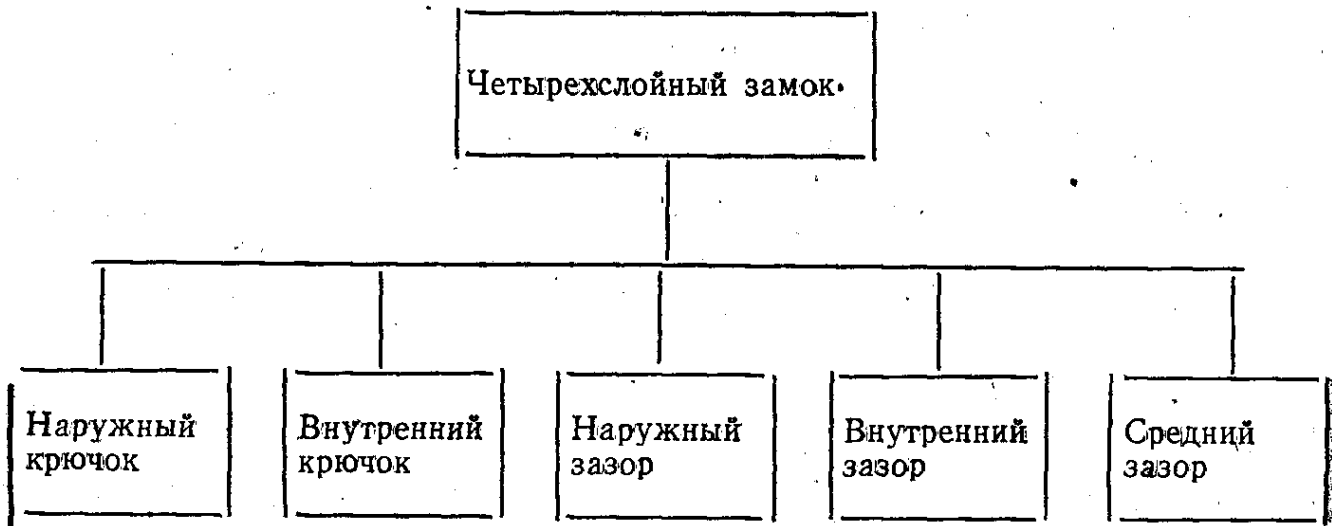 Четырехслойный замок
Наружный
крючок
Внутренний
крючок
Наружный
зазор
Внутренний
зазор
Средний
зазор